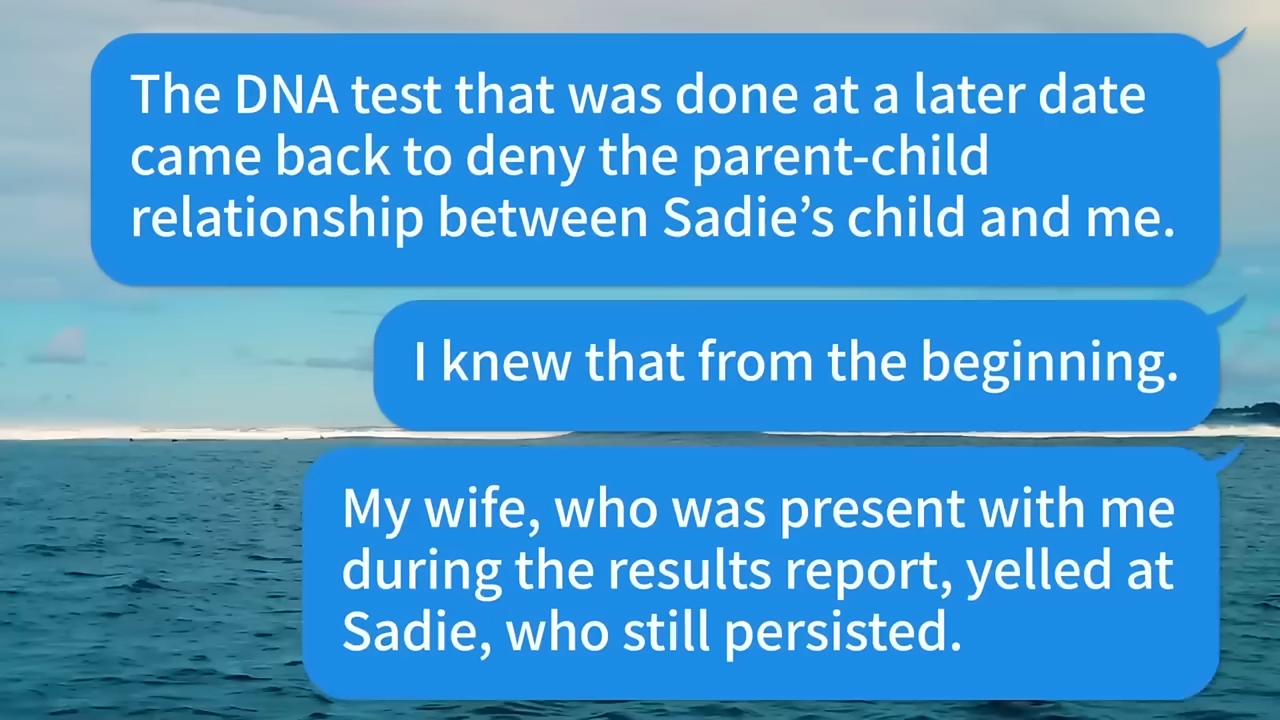 The DNA test that was done at a later date
came back to deny the parent-child
relationship between Sadie’s child and me.
I knew that from the beginning.
My wife, who was present with me
during the results report, yelled at
Sadie, who still persisted.